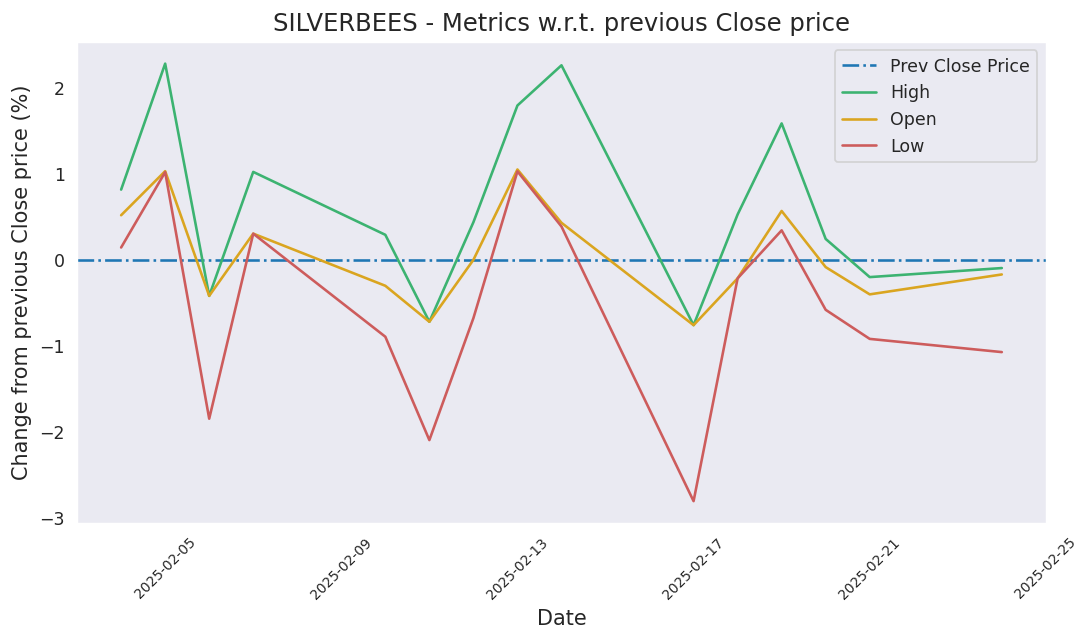 SILVERBEES - Metrics w.r.t. previous Close price
Change from previous Close price (%)
2
1
0
−1
−2
−3
Prev Close Price
High
Open
Low
2025-02-05
2025-02-09
2025-02-13
2025-02-17
2025-02-21
2025-02-25
Date